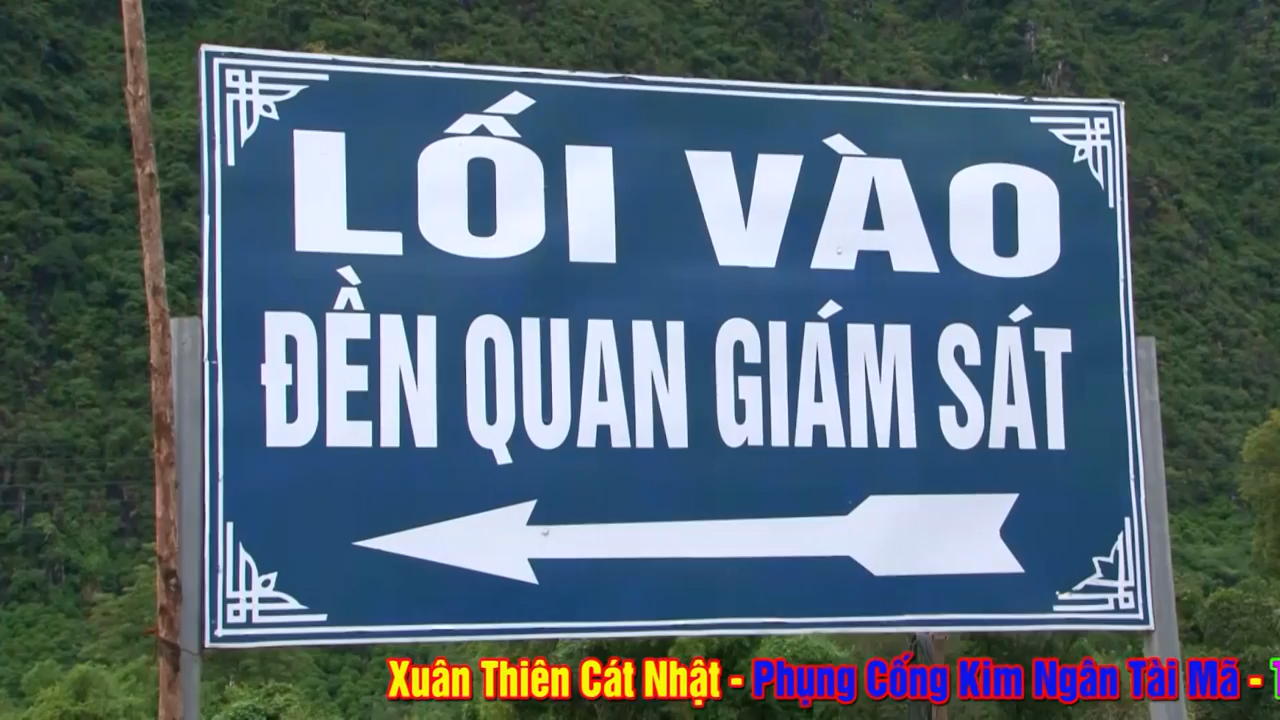 LỐI VÀO
ĐỀN QUAN GIÁM SÁT
Xuân Thiên Cát Nhật - Phụng Cống Kim Ngân Tài Mã -